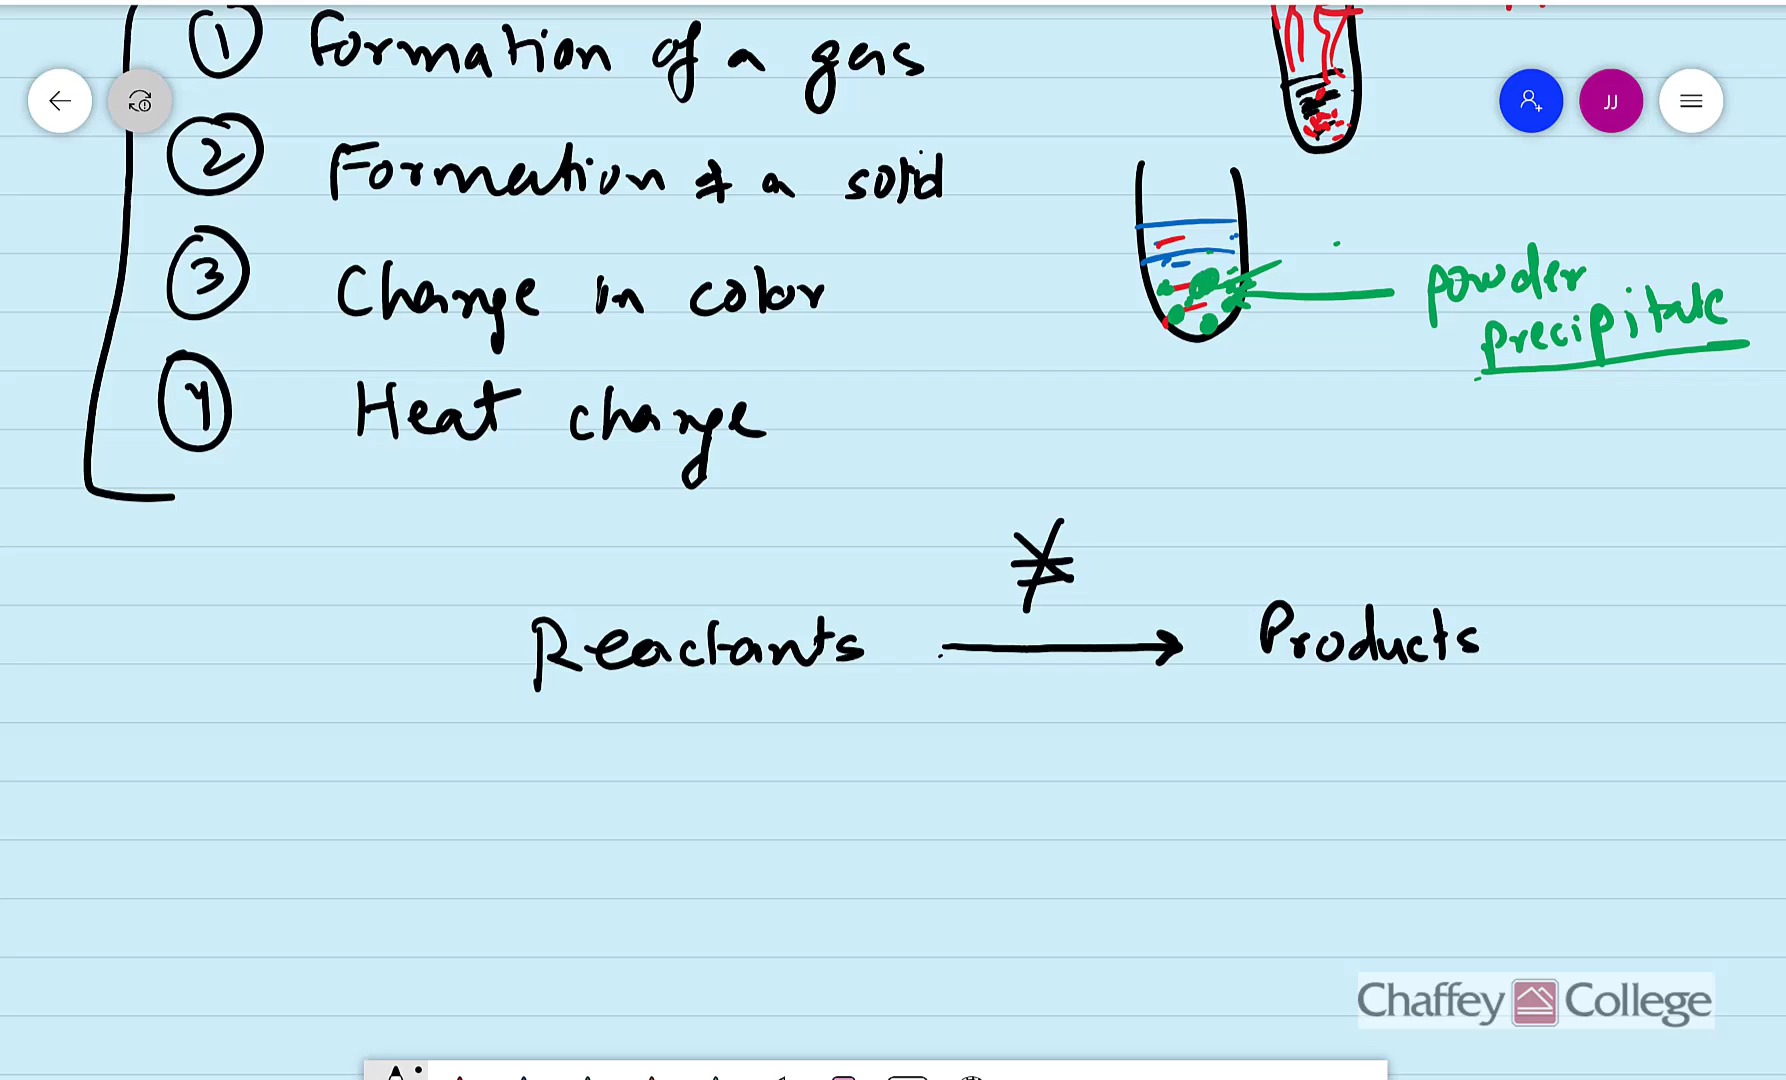 ① Formation of a gas
② Formation of a solid
③ Change in color
④ Heat change
powder
precipitate
JJ
≠
Reactants → Products
Chaffey College